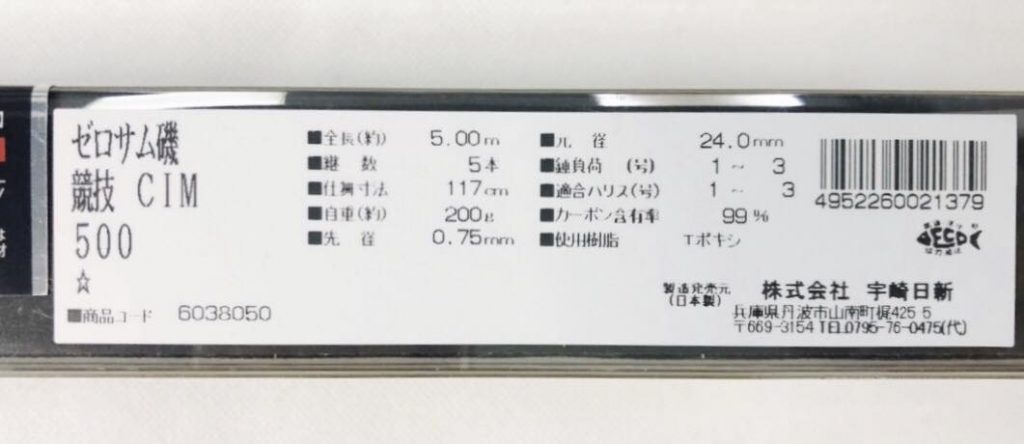 ゼロサム磯
競技 CIM
500
☆
■商品コード 6038050
■全長(約) 5.00m
■継数 5本
■仕舞寸法 117cm
■自重(約) 200g
■先径 0.75mm
■元径 24.0mm
■錘負荷 (号) 1~3
■適合ハリス(号) 1~3
■カーボン含有率 99%
■使用樹脂 エポキシ
4952260021379
製造発売元
(日本製)
株式会社 宇崎日新
兵庫県丹波市山南町梶425 5
〒669-3154 TEL0795-76-0475(代)